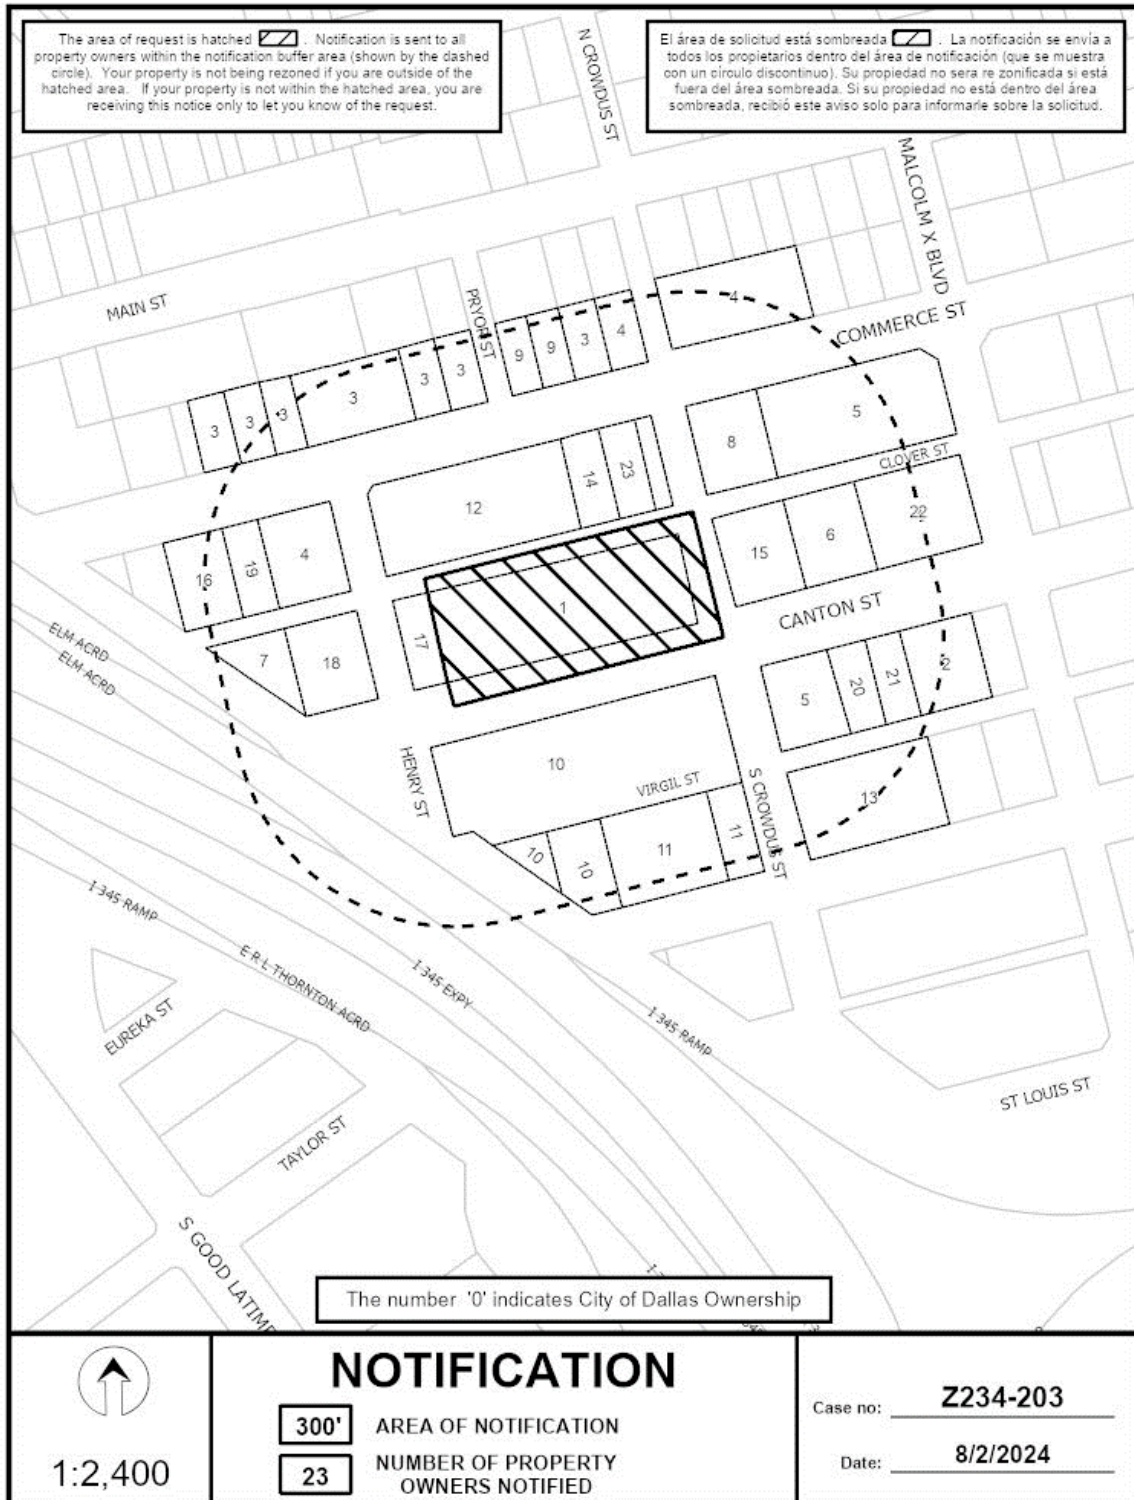 The area of request is hatched . Notification is sent to all
property owners within the notification buffer area (shown by the dashed
circle). Your property is not being rezoned if you are outside of the
hatched area. If your property is not within the hatched area, you are
receiving this notice only to let you know of the request.
El área de solicitud está sombreada . La notificación se envía a
todos los propietarios dentro del área de notificación (que se muestra
con un círculo discontinuo). Su propiedad no sera re zonificada si está
fuera del área sombreada. Si su propiedad no está dentro del área
sombreada, recibió este aviso solo para informarle sobre la solicitud.
N CROWDUS ST
MALCOLM X BLVD
MAIN ST
PRYOR ST
COMMERCE ST
4
9
9
3
4
3
3
3
3
3
3
8
5
CLOVER ST
12
14
23
15
6
22
16
19
4
1
17
CANTON ST
7
18
ELM ACRD
ELM ACRD
5
20
21
2
HENRY ST
10
VIRGIL ST
S CROWDUS ST
13
10
10
11
11
I 345 RAMP
E R L THORNTON ACRD
I 345 EXPY
I 345 RAMP
EUREKA ST
TAYLOR ST
ST LOUIS ST
S GOOD LATIM
The number '0' indicates City of Dallas Ownership
1:2,400
NOTIFICATION
300' AREA OF NOTIFICATION
23 NUMBER OF PROPERTY
OWNERS NOTIFIED
Case no: Z234-203
Date: 8/2/2024